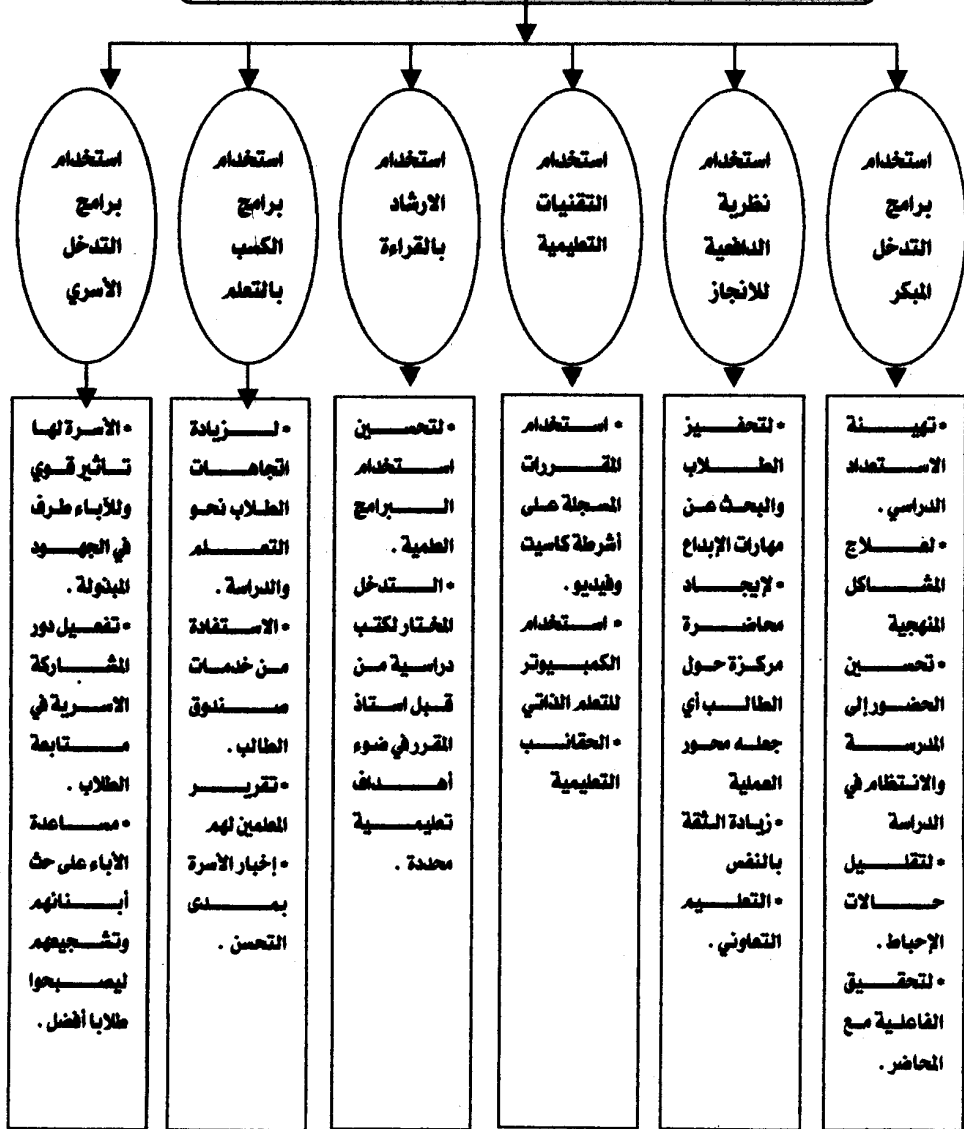 استخدام
برامج
التدخل
المبكر
استخدام
نظرية
الدافعية
للانجاز
استخدام
التقنيات
التعليمية
استخدام
الارشاد
بالقراءة
استخدام
برامج
الكسب
بالتعلم
استخدام
برامج
التدخل
الأسري
• تهيئة
الاستعداد
الدراسي .
• لعلاج
المشاكل
المنهجية
• تحسين
الحضور إلى
المدرسة
والانتظام في
الدراسة
• لتقليل
حالات
الإحباط .
• لتحقيق
الفاعلية مع
المحاضر .
• لتحفيز
الطلاب
والبحث عن
مهارات الإبداع
• لإيجاد
محاضرة
مركزة حول
الطالب أي
جعله محور
العملية
• زيادة الثقة
بالنفس
• التعليم
التعاوني .
• استخدام
المقررات
المسجلة على
أشرطة كاسيت
وفيديو .
• استخدام
الكمبيوتر
للتعلم الذاتي
• الحقائب
التعليمية
• لتحسين
استخدام
البرامج
العلمية .
• التدخل
المختار لكتب
دراسية من
قبل استاذ
المقرر في ضوء
أهداف
تعليمية
محددة .
• لزيادة
اتجاهات
الطلاب نحو
التعلم
والدراسة .
• الاستفادة
من خدمات
صندوق
الطالب .
• تقرير
المعلمين لهم
• إخبار الأسرة
بمدى
التحسن .
• الأسرة لها
تأثير قوي
وللآباء طرف
في الجهود
المبذولة .
• تفعيل دور
المشاركة
الاسرية في
متابعة
الطلاب .
• مساعدة
الأباء على حث
أبنائهم
وتشجيعهم
ليصبحوا
طلابا أفضل .